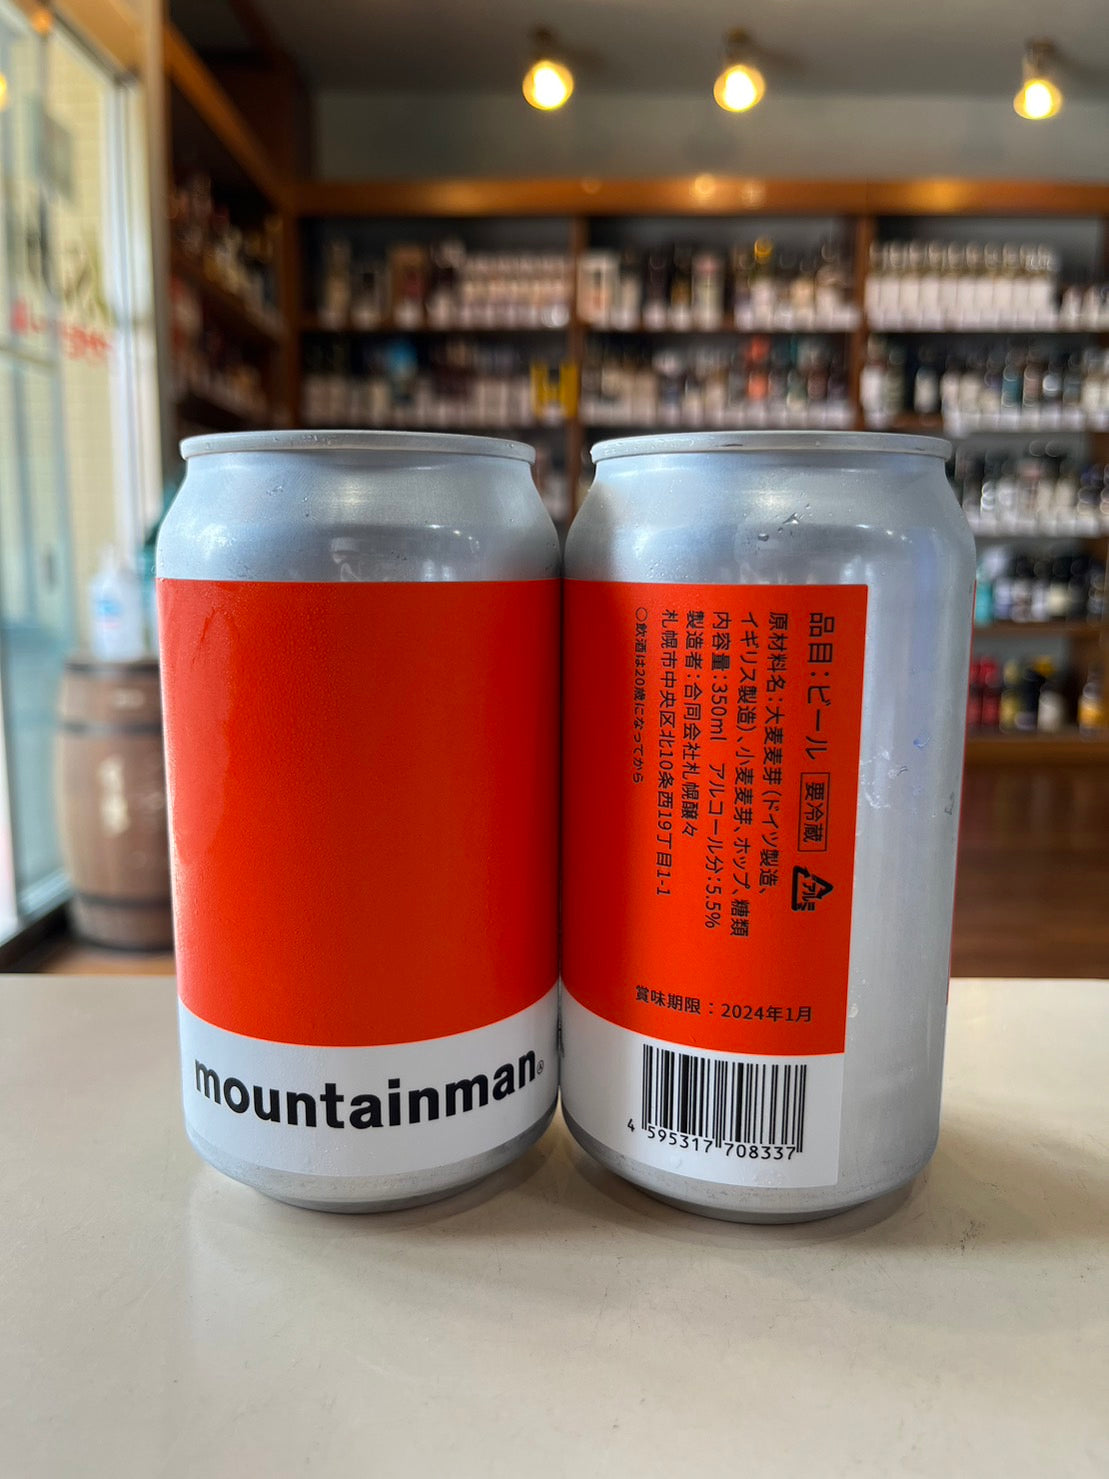 mountainman
品目:ビール 要冷蔵 アルミ
原材料名:大麦麦芽(ドイツ製造、
イギリス製造)、小麦麦芽、ホップ、糖類
内容量:350ml アルコール分:5.5%
製造者:合同会社札幌醸々
札幌市中央区北10条西19丁目1-1
○飲酒は20歳になってから
賞味期限:2024年1月
4 595317 708337